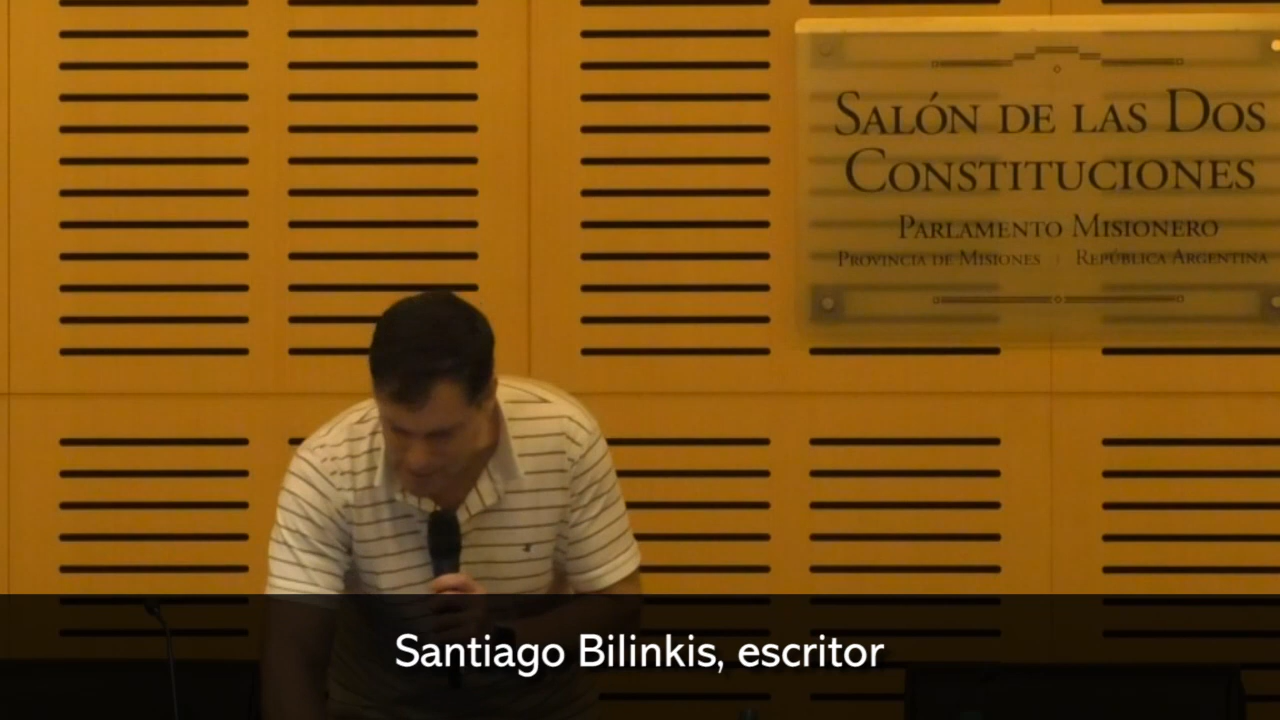 SALÓN DE LAS DOS
CONSTITUCIONES
PARLAMENTO MISIONERO
PROVINCIA DE MISIONES | REPÚBLICA ARGENTINA
Santiago Bilinkis, escritor